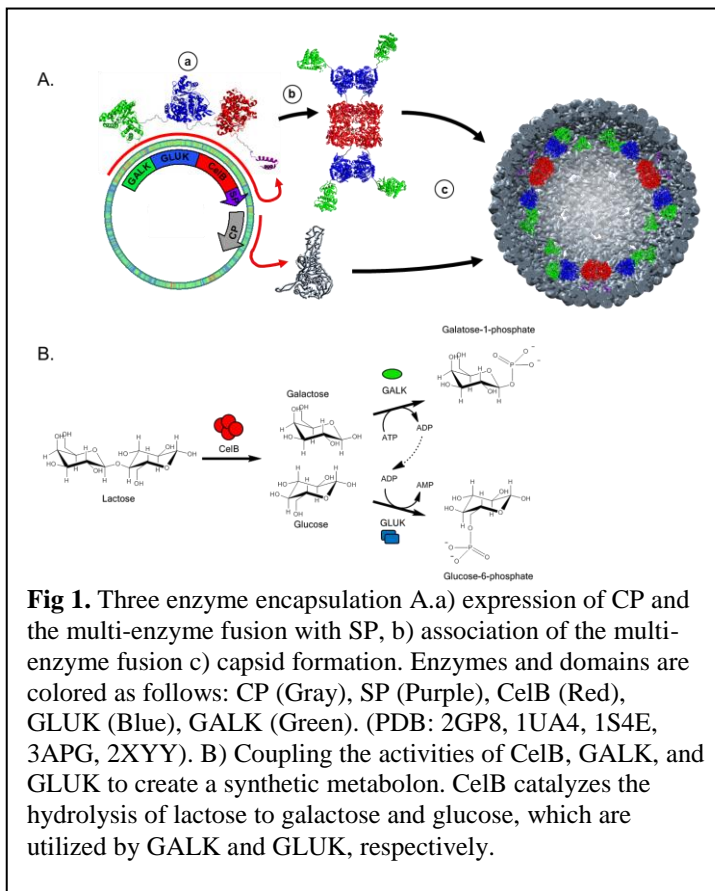 A.
a
b
c
GALK
GLUK
CelB
SP
CP
B.
Galatose-1-phosphate
Galactose
GALK
ATP
ADP
CelB
Lactose
Glucose
ADP
AMP
GLUK
Glucose-6-phosphate
Fig 1. Three enzyme encapsulation A.a) expression of CP and
the multi-enzyme fusion with SP, b) association of the multi-
enzyme fusion c) capsid formation. Enzymes and domains are
colored as follows: CP (Gray), SP (Purple), CelB (Red),
GLUK (Blue), GALK (Green). (PDB: 2GP8, 1UA4, 1S4E,
3APG, 2XYY). B) Coupling the activities of CelB, GALK, and
GLUK to create a synthetic metabolon. CelB catalyzes the
hydrolysis of lactose to galactose and glucose, which are
utilized by GALK and GLUK, respectively.